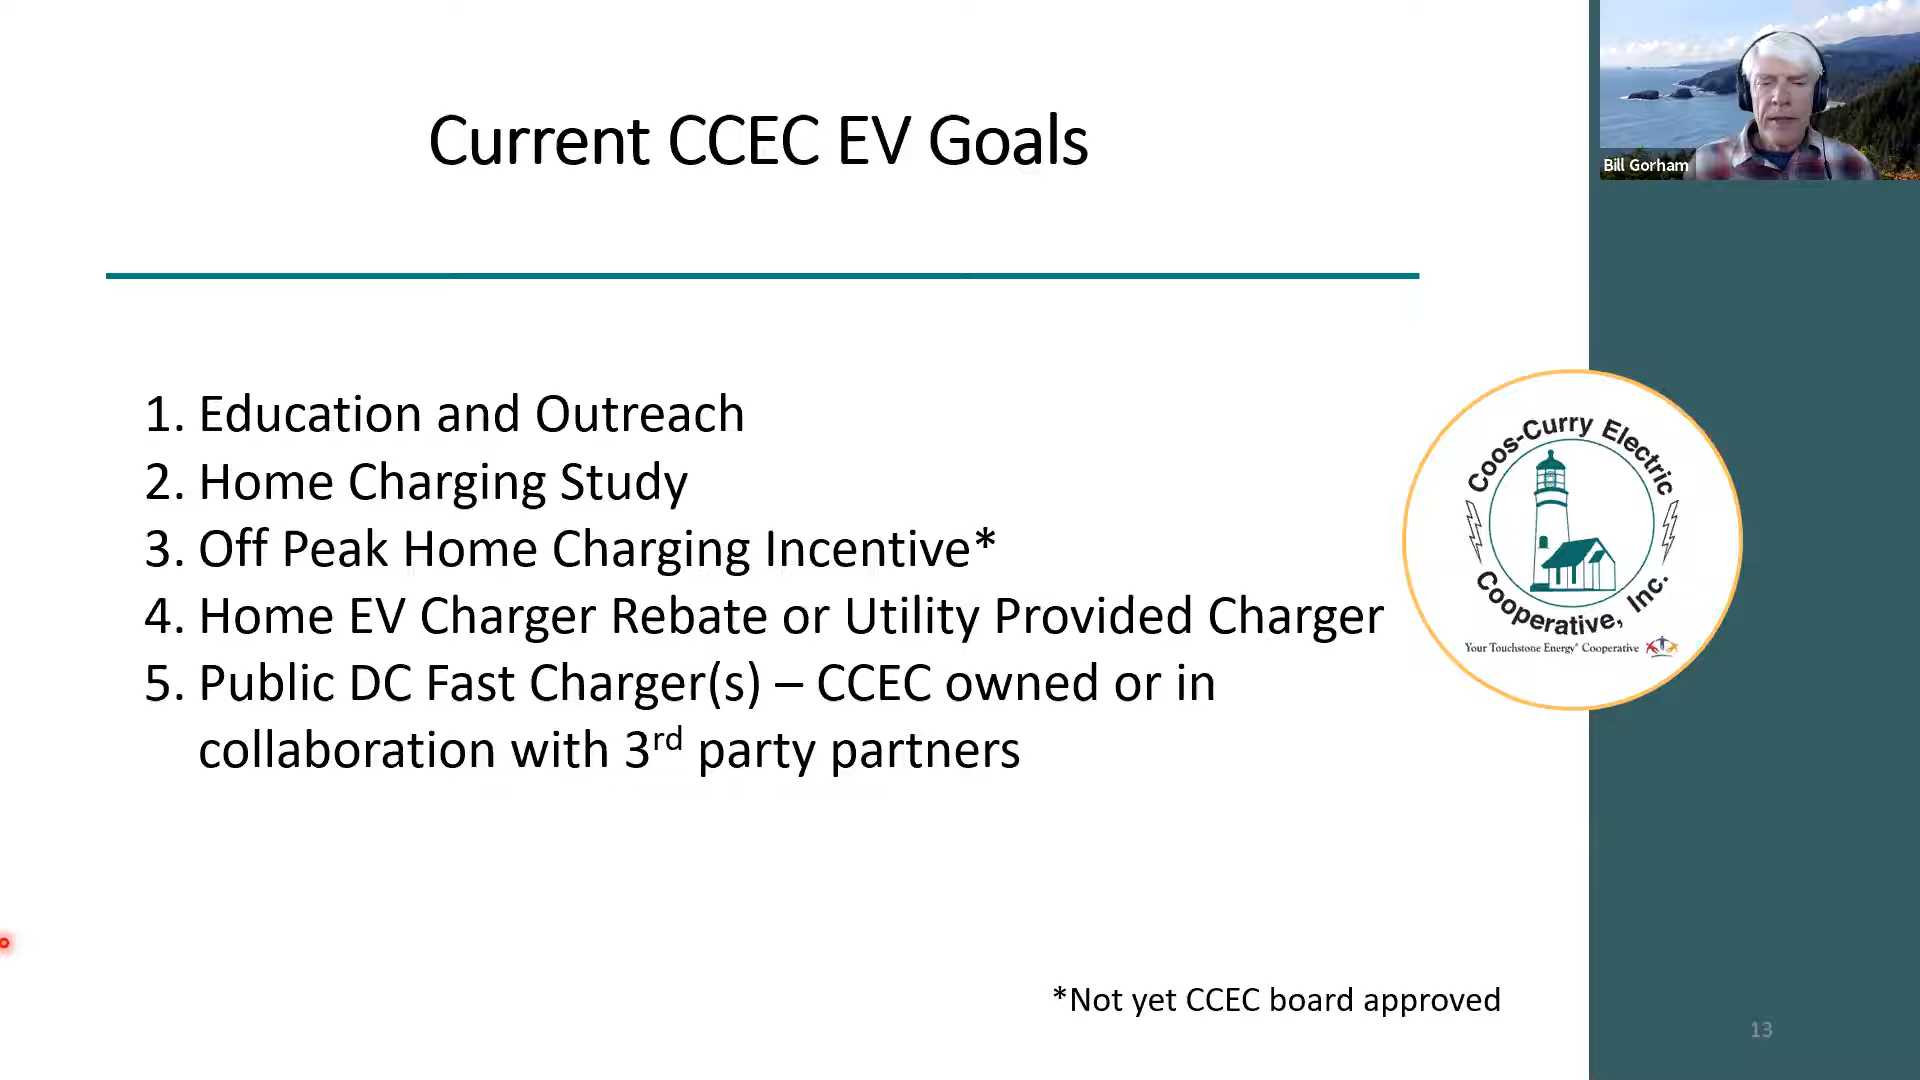 Current CCEC EV Goals
Bill Gorham
1. Education and Outreach
2. Home Charging Study
3. Off Peak Home Charging Incentive*
4. Home EV Charger Rebate or Utility Provided Charger
5. Public DC Fast Charger(s) – CCEC owned or in
collaboration with 3rd party partners
Coos-Curry Electric
Cooperative, Inc.
Your Touchstone Energy® Cooperative
*Not yet CCEC board approved
13